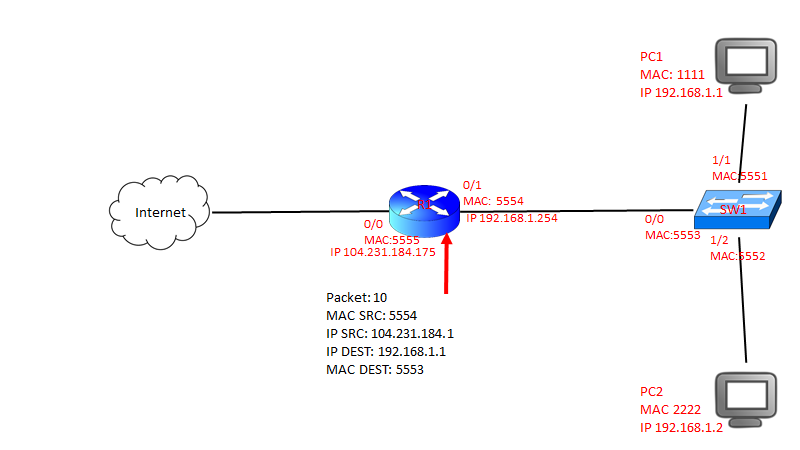 PC1
MAC: 1111
IP 192.168.1.1
1/1
MAC:5551
Internet
R1
0/1
MAC: 5554
IP 192.168.1.254
0/0
MAC:5555
IP 104.231.184.175
SW1
0/0
MAC:5553
1/2
MAC:5552
Packet: 10
MAC SRC: 5554
IP SRC: 104.231.184.1
IP DEST: 192.168.1.1
MAC DEST: 5553
PC2
MAC 2222
IP 192.168.1.2